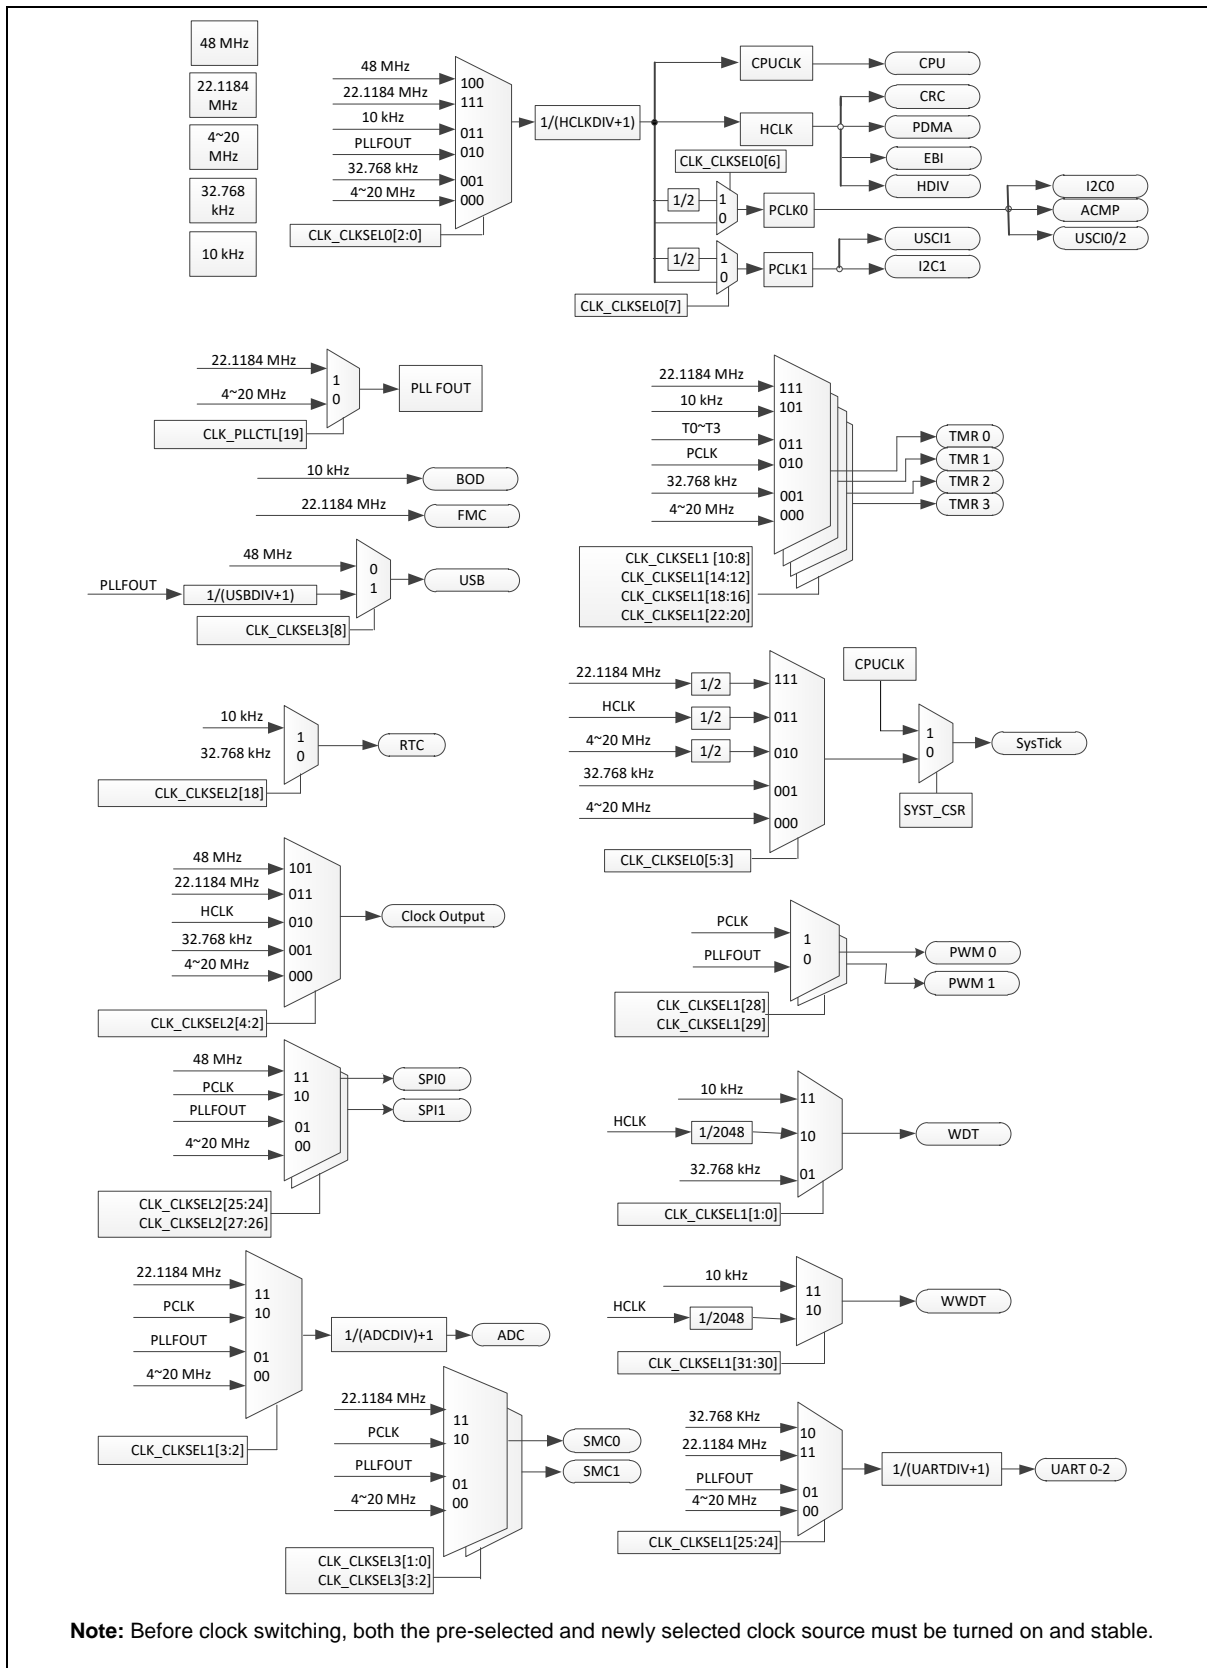 48 MHz
22.1184
MHz
4~20
MHz
32.768
kHz
10 kHz
48 MHz
22.1184 MHz
10 kHz
PLLFOUT
32.768 kHz
4~20 MHz
100
111
011
010
001
000
CLK_CLKSEL0[2:0]
1/(HCLKDIV+1)
CPUCLK
CPU
HCLK
CRC
PDMA
EBI
HDIV
CLK_CLKSEL0[6]
1/2
1
0
PCLK0
I2C0
ACMP
USCI0/2
1/2
1
0
PCLK1
USCI1
I2C1
CLK_CLKSEL0[7]
22.1184 MHz
4~20 MHz
1
0
PLL FOUT
CLK_PLLCTL[19]
10 kHz
BOD
22.1184 MHz
FMC
48 MHz
PLLFOUT
1/(USBDIV+1)
0
1
USB
CLK_CLKSEL3[8]
22.1184 MHz
10 kHz
T0~T3
PCLK
32.768 kHz
4~20 MHz
111
101
011
010
001
000
TMR 0
TMR 1
TMR 2
TMR 3
CLK_CLKSEL1 [10:8]
CLK_CLKSEL1[14:12]
CLK_CLKSEL1[18:16]
CLK_CLKSEL1[22:20]
10 kHz
32.768 kHz
1
0
RTC
CLK_CLKSEL2[18]
22.1184 MHz
HCLK
4~20 MHz
32.768 kHz
4~20 MHz
1/2
1/2
1/2
111
011
010
001
000
CLK_CLKSEL0[5:3]
CPUCLK
1
0
SysTick
SYST_CSR
48 MHz
22.1184 MHz
HCLK
32.768 kHz
4~20 MHz
101
011
010
001
000
Clock Output
CLK_CLKSEL2[4:2]
PCLK
PLLFOUT
1
0
PWM 0
PWM 1
CLK_CLKSEL1[28]
CLK_CLKSEL1[29]
48 MHz
PCLK
PLLFOUT
4~20 MHz
11
10
01
00
SPI0
SPI1
CLK_CLKSEL2[25:24]
CLK_CLKSEL2[27:26]
10 kHz
HCLK
1/2048
32.768 kHz
11
10
01
WDT
CLK_CLKSEL1[1:0]
22.1184 MHz
PCLK
PLLFOUT
4~20 MHz
11
10
01
00
1/(ADCDIV)+1
ADC
CLK_CLKSEL1[3:2]
10 kHz
HCLK
1/2048
11
10
WWDT
CLK_CLKSEL1[31:30]
22.1184 MHz
PCLK
PLLFOUT
4~20 MHz
11
10
01
00
SMC0
SMC1
CLK_CLKSEL3[1:0]
CLK_CLKSEL3[3:2]
32.768 KHz
22.1184 MHz
PLLFOUT
4~20 MHz
10
11
01
00
1/(UARTDIV+1)
UART 0-2
CLK_CLKSEL1[25:24]
Note: Before clock switching, both the pre-selected and newly selected clock source must be turned on and stable.